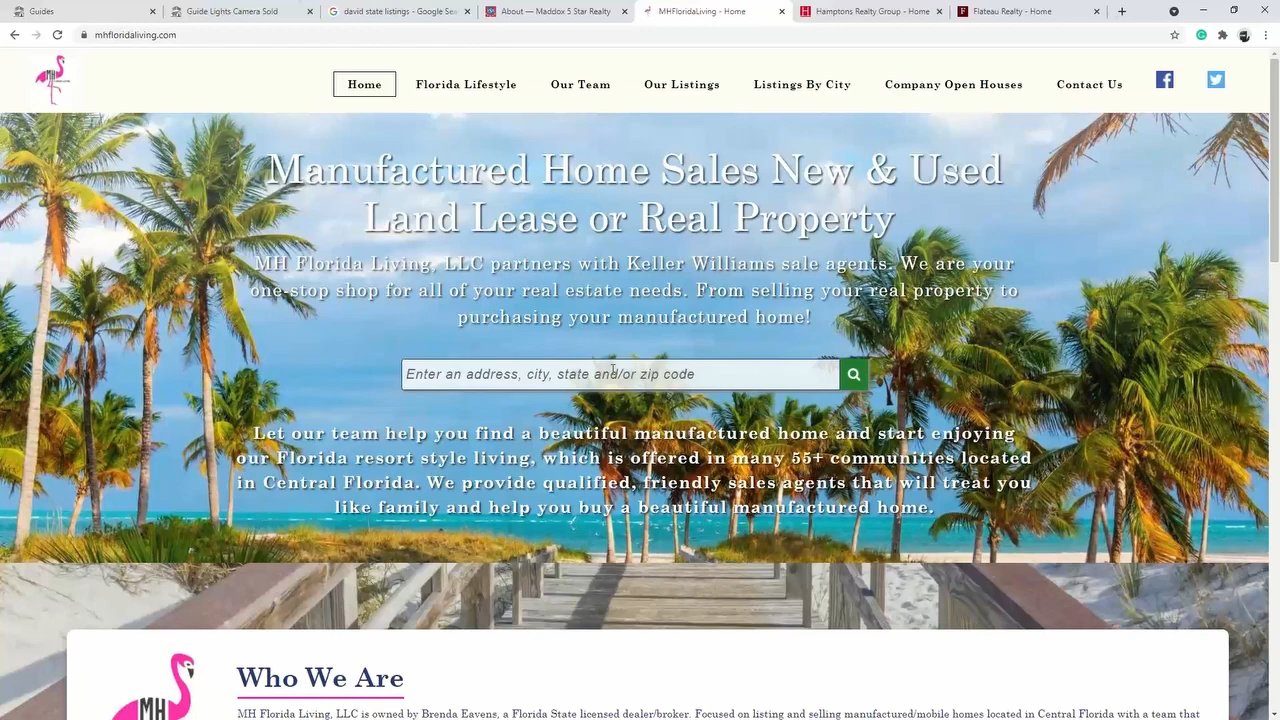 Guides
Guide Lights Camera Sold
david state listings - Google Sea
About — Maddox 5 Star Realty
MHFloridaLiving - Home
Hamptons Realty Group - Home
Flateau Realty - Home
mhfloridaliving.com
MH
Home
Florida Lifestyle
Our Team
Our Listings
Listings By City
Company Open Houses
Contact Us
Manufactured Home Sales New & Used
Land Lease or Real Property
MH Florida Living, LLC partners with Keller Williams sale agents. We are your
one-stop shop for all of your real estate needs. From selling your real property to
purchasing your manufactured home!
Enter an address, city, state and/or zip code
Let our team help you find a beautiful manufactured home and start enjoying
our Florida resort style living, which is offered in many 55+ communities located
in Central Florida. We provide qualified, friendly sales agents that will treat you
like family and help you buy a beautiful manufactured home.
MH
Who We Are
MH Florida Living, LLC is owned by Brenda Eavens, a Florida State licensed dealer/broker. Focused on listing and selling manufactured/mobile homes located in Central Florida with a team that